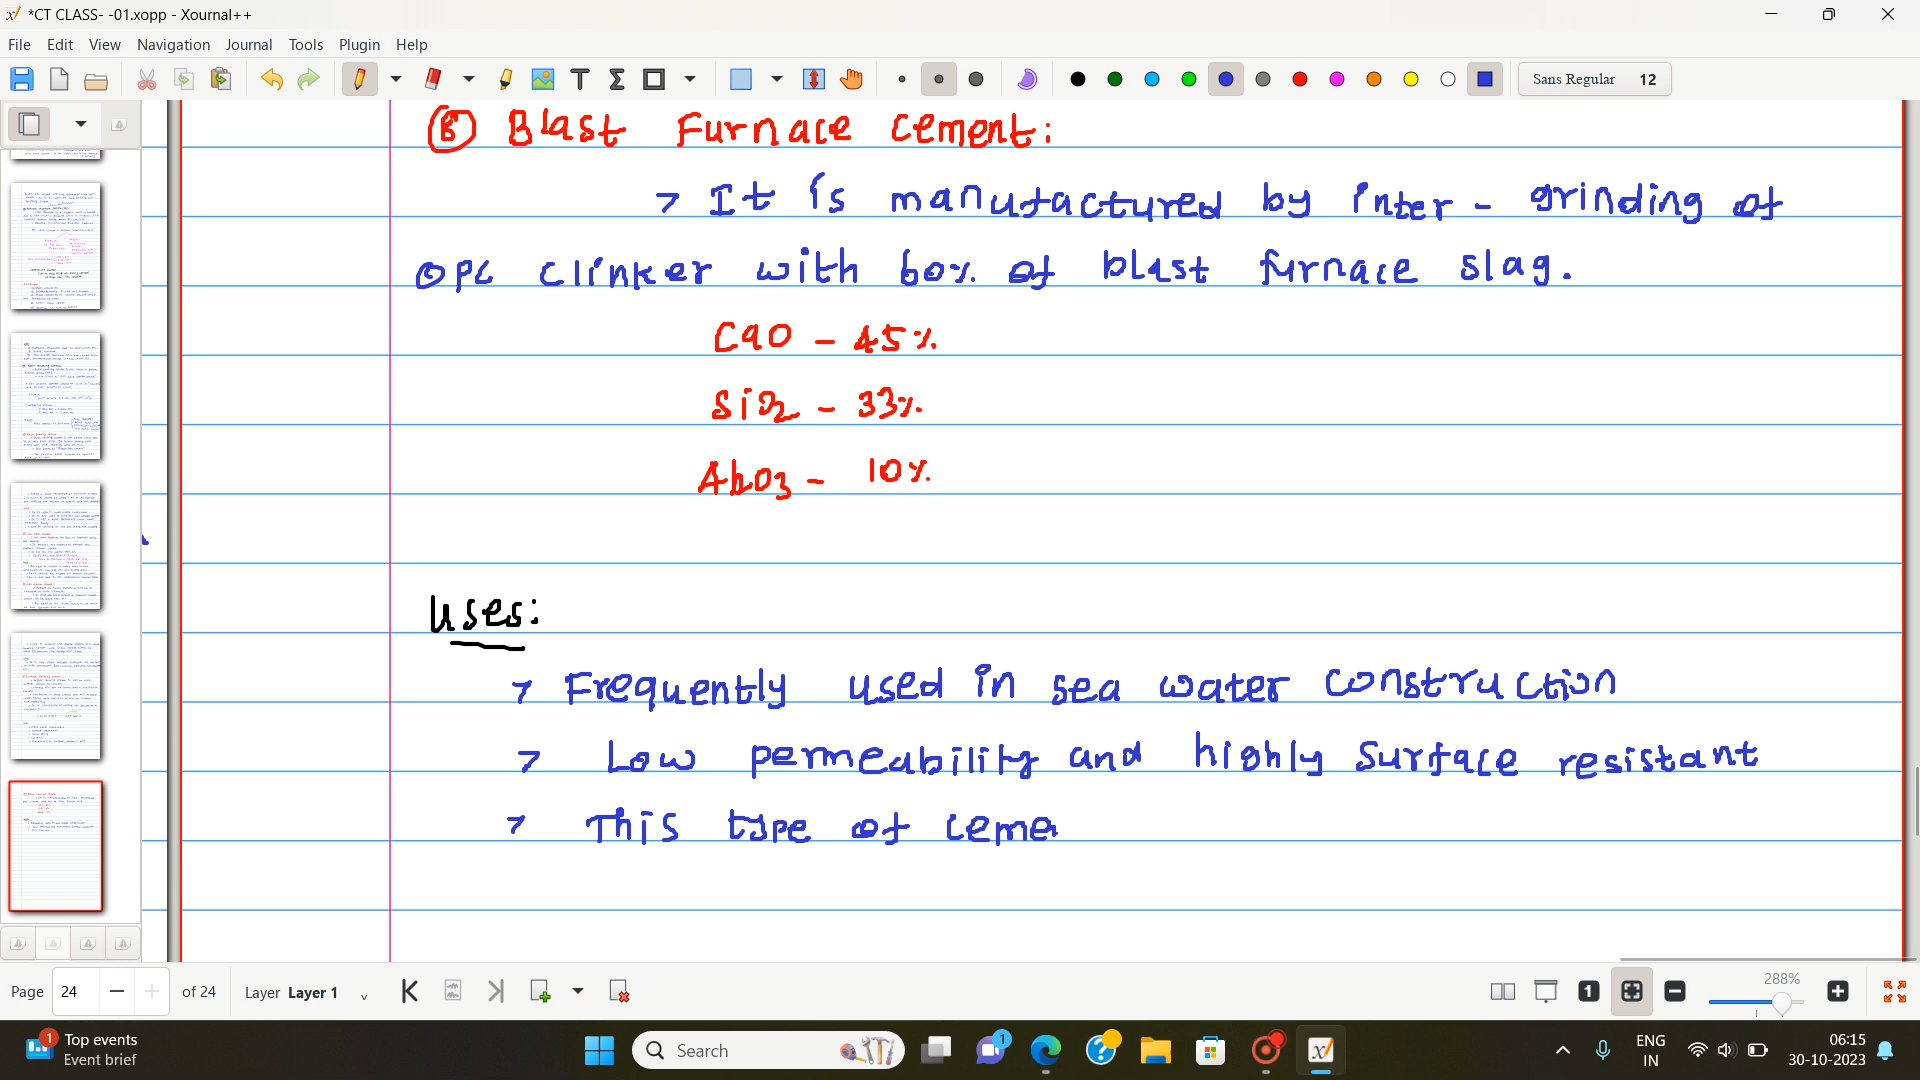 *CT CLASS- -01.xopp - Xournal++
File Edit View Navigation Journal Tools Plugin Help
Sans Regular 12
⑧ Blast Furnace Cement:
> It is manufactured by inter - grinding of
OPC clinker with 60% of blast furnace slag.
CaO - 45%
SiO2 - 33%
Al2O3 - 10%
Uses:
> Frequently used in sea water construction
> Low permeability and highly surface resistant
> This type of ceme
Page 24 of 24 Layer Layer 1 288%
Top events
Event brief
Search
ENG
IN
06:15
30-10-2023